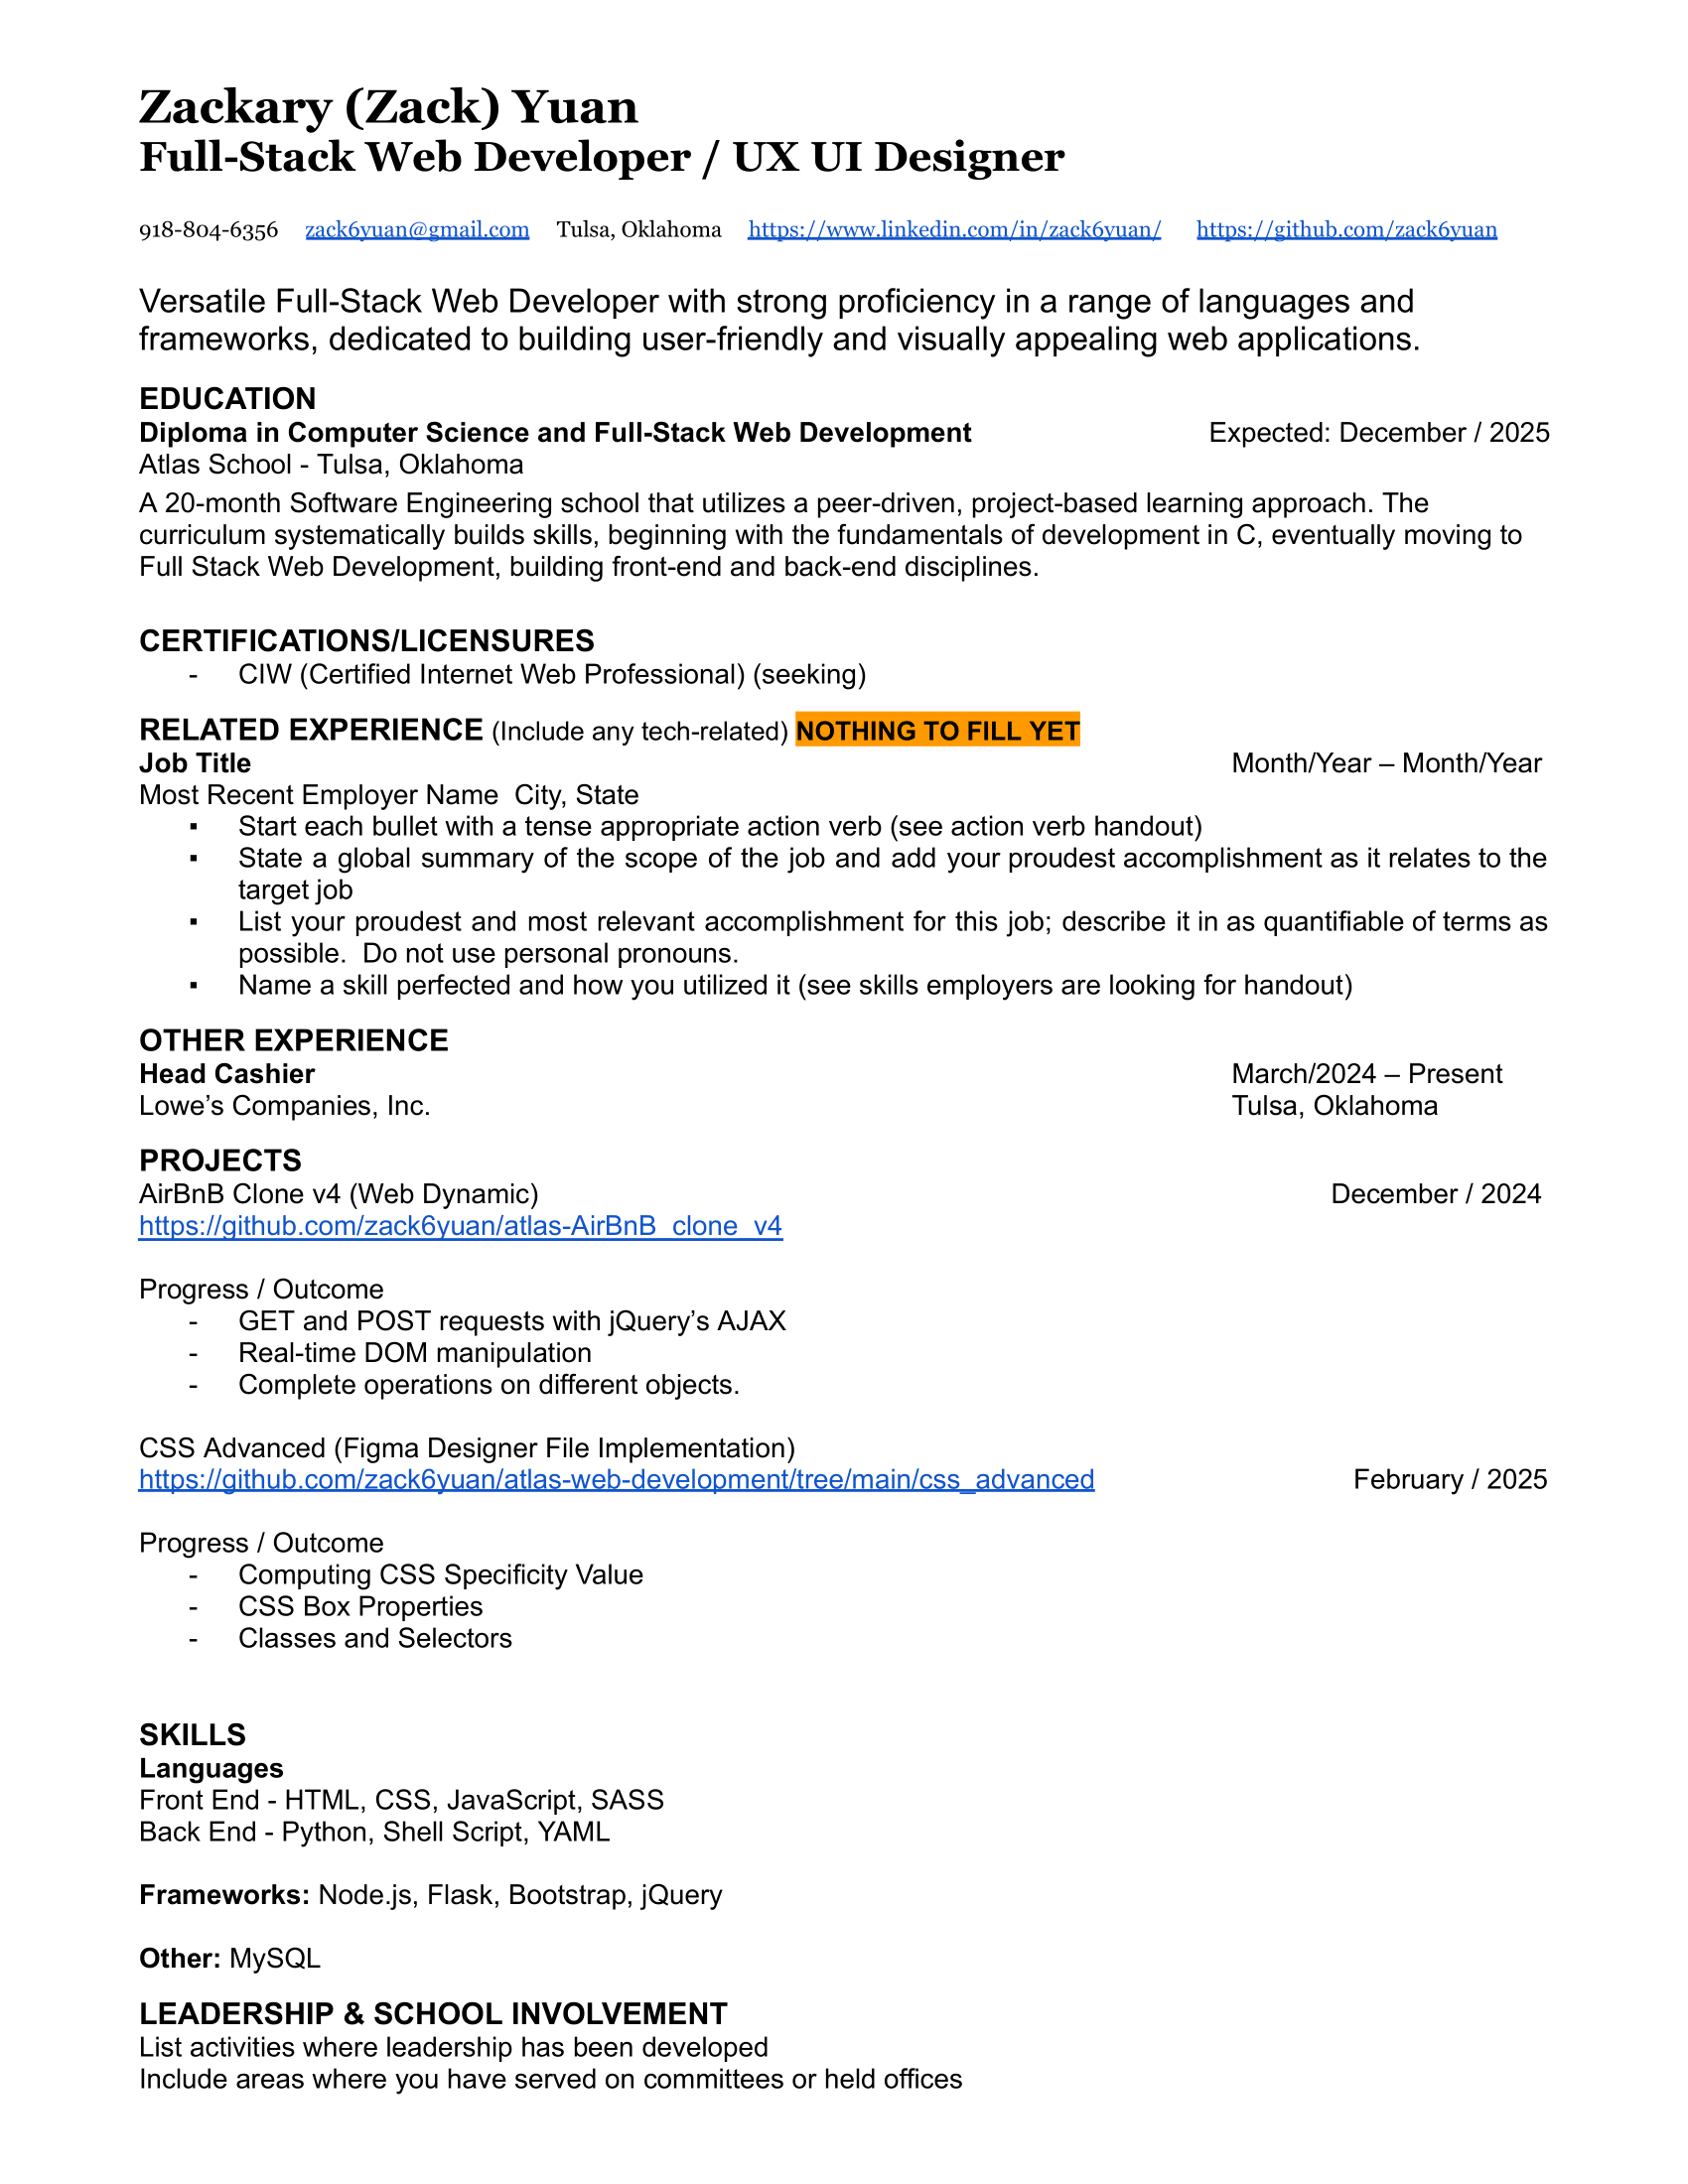 Zackary (Zack) Yuan
Full-Stack Web Developer / UX UI Designer
918-804-6356 zack6yuan@gmail.com Tulsa, Oklahoma https://www.linkedin.com/in/zack6yuan/ https://github.com/zack6yuan
Versatile Full-Stack Web Developer with strong proficiency in a range of languages and
frameworks, dedicated to building user-friendly and visually appealing web applications.
EDUCATION
Diploma in Computer Science and Full-Stack Web Development Expected: December / 2025
Atlas School - Tulsa, Oklahoma
A 20-month Software Engineering school that utilizes a peer-driven, project-based learning approach. The
curriculum systematically builds skills, beginning with the fundamentals of development in C, eventually moving to
Full Stack Web Development, building front-end and back-end disciplines.
CERTIFICATIONS/LICENSURES
- CIW (Certified Internet Web Professional) (seeking)
RELATED EXPERIENCE (Include any tech-related) NOTHING TO FILL YET
Job Title Month/Year – Month/Year
Most Recent Employer Name City, State
▪ Start each bullet with a tense appropriate action verb (see action verb handout)
▪ State a global summary of the scope of the job and add your proudest accomplishment as it relates to the
target job
▪ List your proudest and most relevant accomplishment for this job; describe it in as quantifiable of terms as
possible. Do not use personal pronouns.
▪ Name a skill perfected and how you utilized it (see skills employers are looking for handout)
OTHER EXPERIENCE
Head Cashier March/2024 – Present
Lowe’s Companies, Inc. Tulsa, Oklahoma
PROJECTS
AirBnB Clone v4 (Web Dynamic) December / 2024
https://github.com/zack6yuan/atlas-AirBnB_clone_v4
Progress / Outcome
- GET and POST requests with jQuery’s AJAX
- Real-time DOM manipulation
- Complete operations on different objects.
CSS Advanced (Figma Designer File Implementation)
https://github.com/zack6yuan/atlas-web-development/tree/main/css_advanced February / 2025
Progress / Outcome
- Computing CSS Specificity Value
- CSS Box Properties
- Classes and Selectors
SKILLS
Languages
Front End - HTML, CSS, JavaScript, SASS
Back End - Python, Shell Script, YAML
Frameworks: Node.js, Flask, Bootstrap, jQuery
Other: MySQL
LEADERSHIP & SCHOOL INVOLVEMENT
List activities where leadership has been developed
Include areas where you have served on committees or held offices